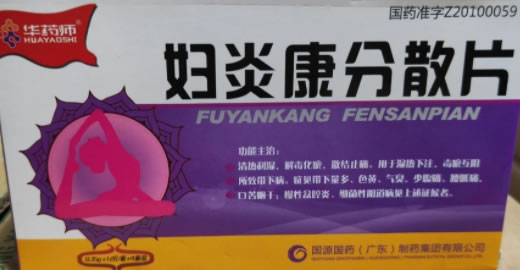 国药准字Z20100059
华药师
HUAYAOSHI
妇炎康分散片
FUYANKANG FENSANPIAN
功能主治:
清热利湿、解毒化瘀、散结止痛。用于湿热下注、毒瘀互阻
所致带下病,症见带下量多、色黄、气臭,少腹痛,腰骶痛,
口苦咽干;慢性盆腔炎、细菌性阴道病见上述证候者。
国源国药(广东)制药集团有限公司